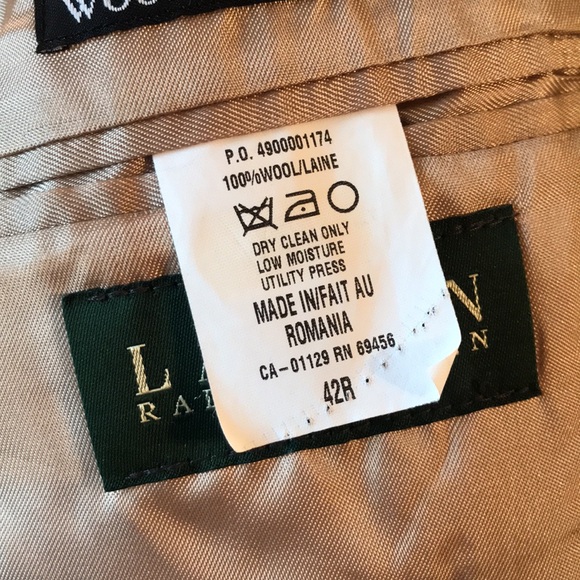 P.O. 4900001174
100%WOOL/LAINE
DRY CLEAN ONLY
LOW MOISTURE
UTILITY PRESS
MADE IN/FAIT AU
ROMANIA
CA-01129 RN 69456
42R